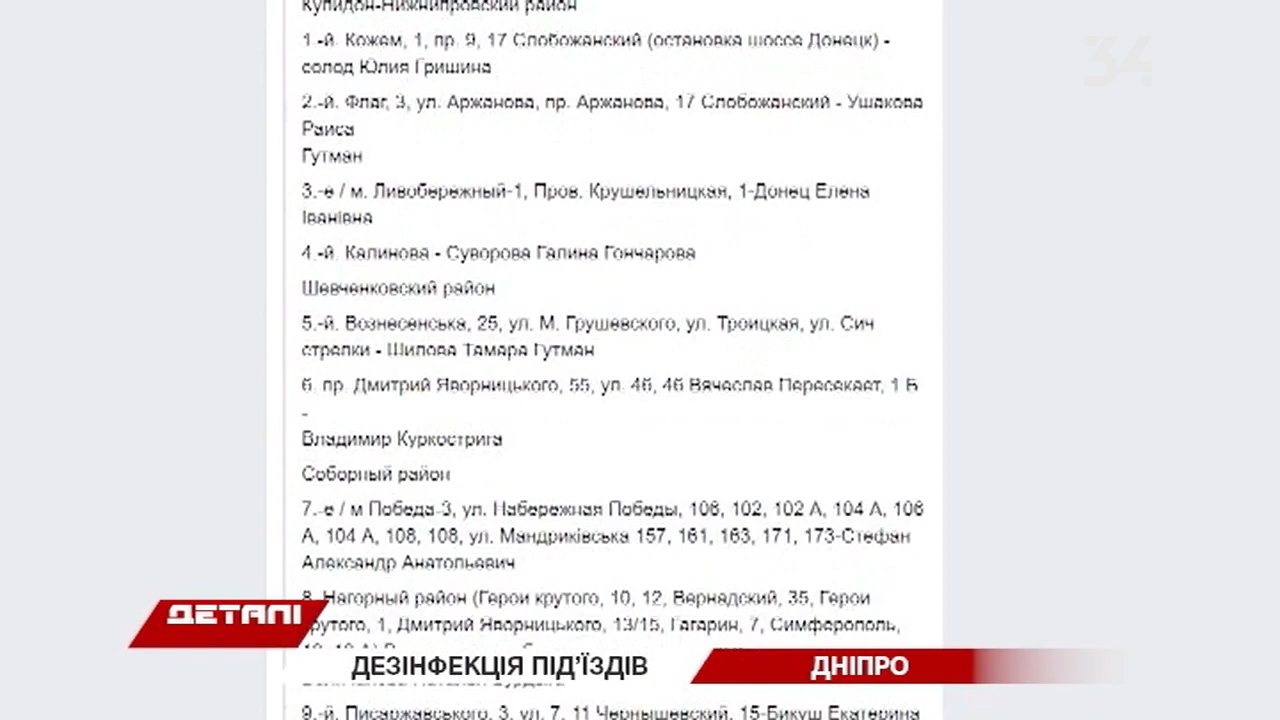 Купидон-Нижнипровский район
34
1.-й. Кожем, 1, пр. 9, 17 Слобожанский (остановка шоссе Донецк) -
солод Юлия Гришина
2.-й. Флаг, 3, ул. Аржанова, пр. Аржанова, 17 Слобожанский - Ушакова
Раиса
Гутман
3.-е / м. Ливобережный-1, Пров. Крушельницкая, 1-Донец Елена
Іванівна
4.-й. Калинова - Суворова Галина Гончарова
Шевченковский район
5.-й. Вознесенська, 25, ул. М. Грушевского, ул. Троицкая, ул. Сич
стрелки - Шилова Тамара Гутман
6. пр. Дмитрий Яворницького, 55, ул. 46, 46 Вячеслав Пересекает, 1 Б
-
Владимир Куркострига
Соборный район
7.-е / м Победа-3, ул. Набережная Победы, 106, 102, 102 А, 104 А, 106
А, 104 А, 108, 108, ул. Мандриківська 157, 161, 163, 171, 173-Стефан
Александр Анатольевич
8. Нагорный район (Герои крутого, 10, 12, Вернадский, 35, Герои
крутого, 1, Дмитрий Яворницького, 13/15, Гагарин, 7, Симферополь,
ДЕТАЛІ
ДЕЗІНФЕКЦІЯ ПІД'ЇЗДІВ
ДНІПРО
9.-й. Писаржавського, 3, ул. 7, 11 Чернышевский, 15-Бикуш Екатерина